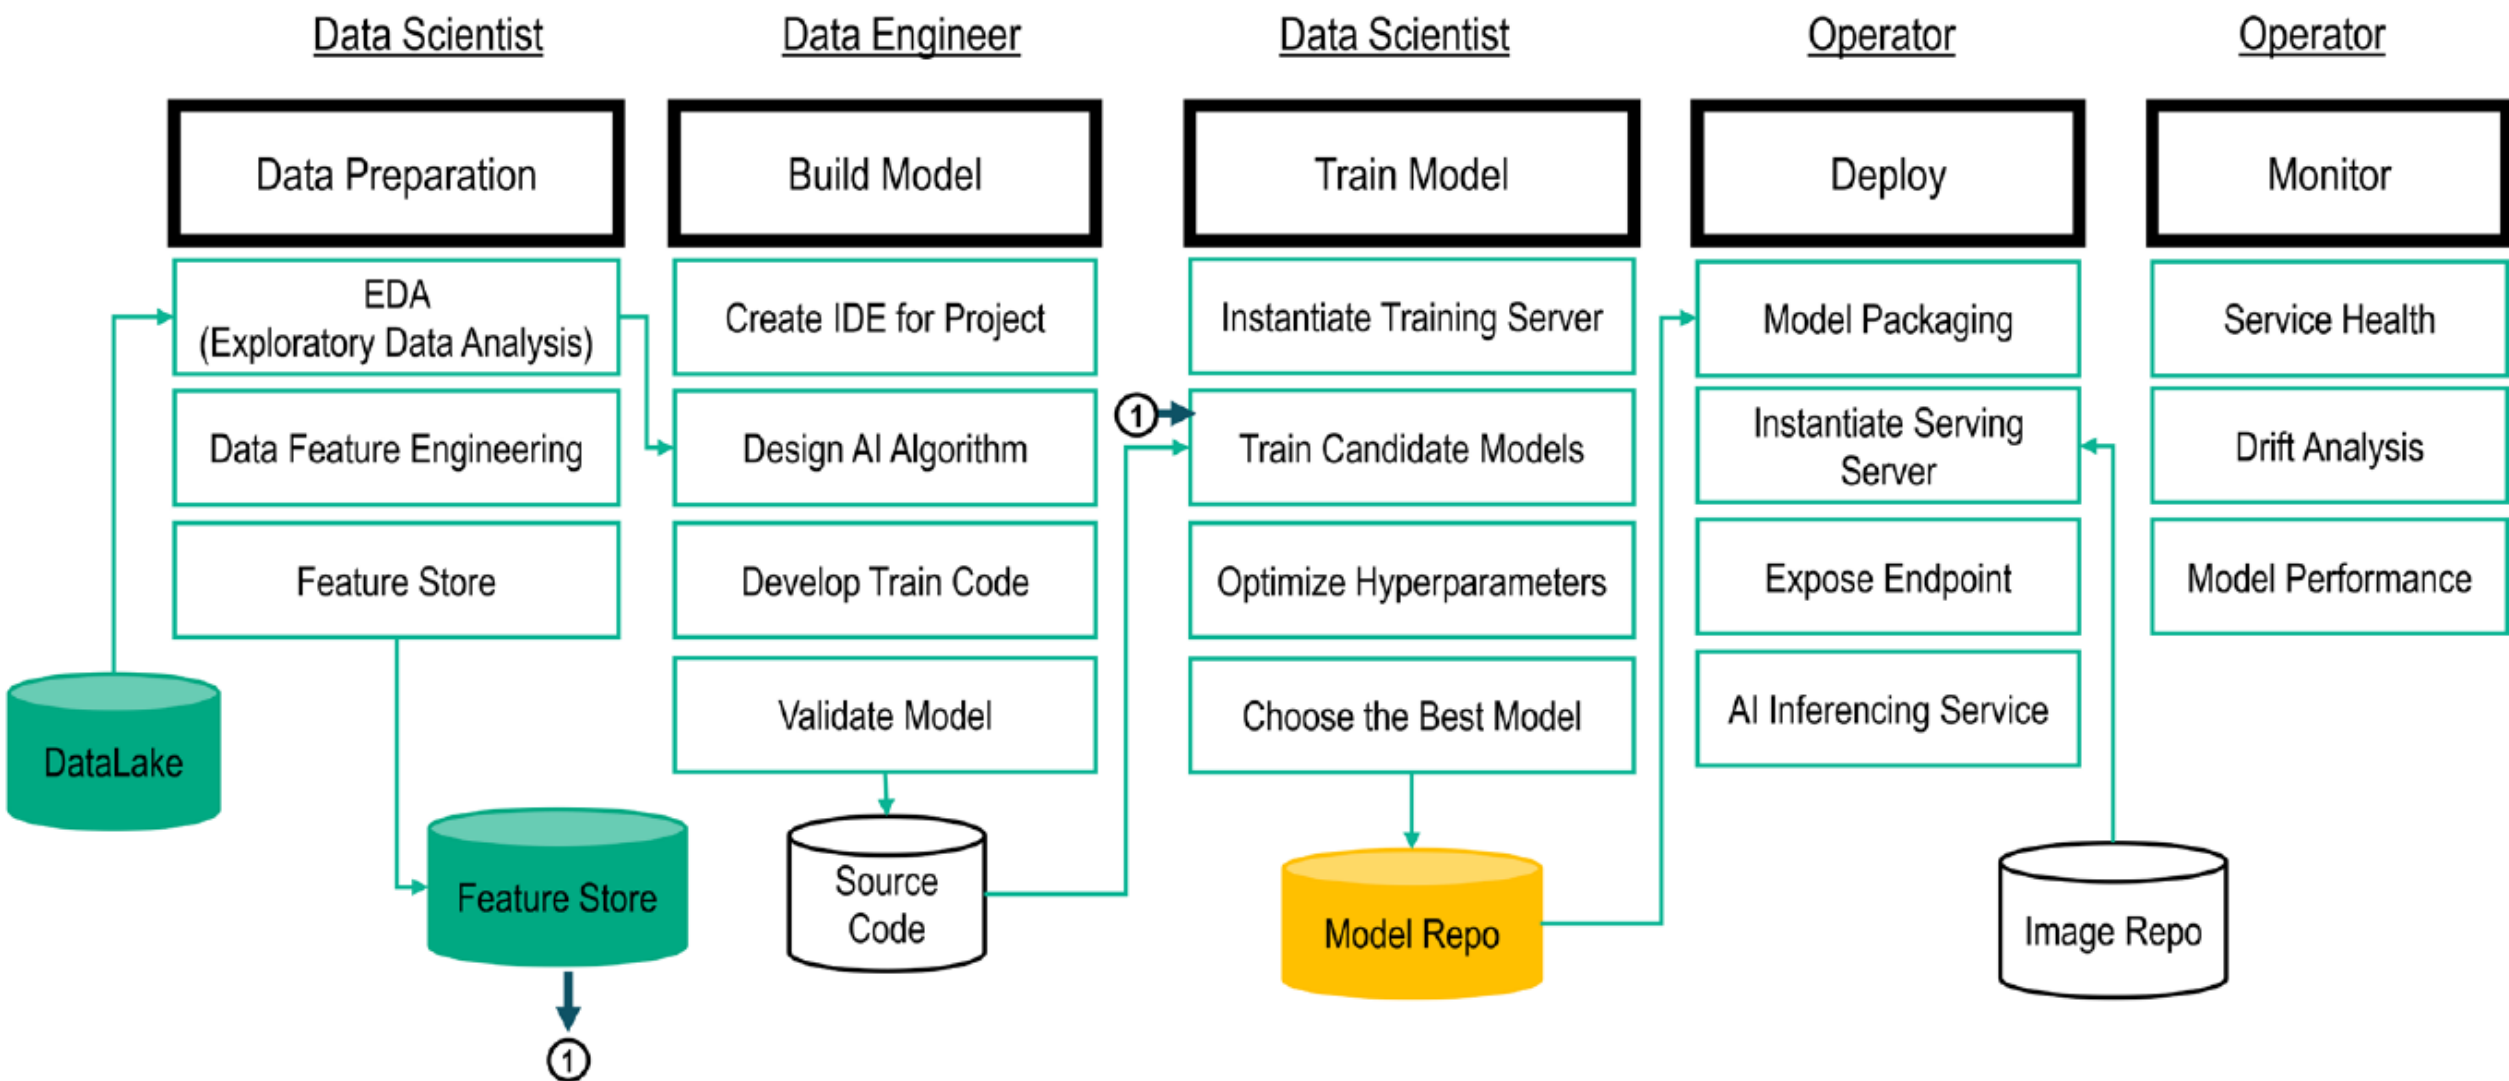 Data Scientist
Data Engineer
Data Scientist
Operator
Operator
Data Preparation
Build Model
Train Model
Deploy
Monitor
EDA
(Exploratory Data Analysis)
Data Feature Engineering
Feature Store
Create IDE for Project
Design AI Algorithm
Develop Train Code
Validate Model
Instantiate Training Server
1
Train Candidate Models
Optimize Hyperparameters
Choose the Best Model
Model Packaging
Instantiate Serving
Server
Expose Endpoint
AI Inferencing Service
Service Health
Drift Analysis
Model Performance
DataLake
Feature Store
Source
Code
Model Repo
Image Repo
1